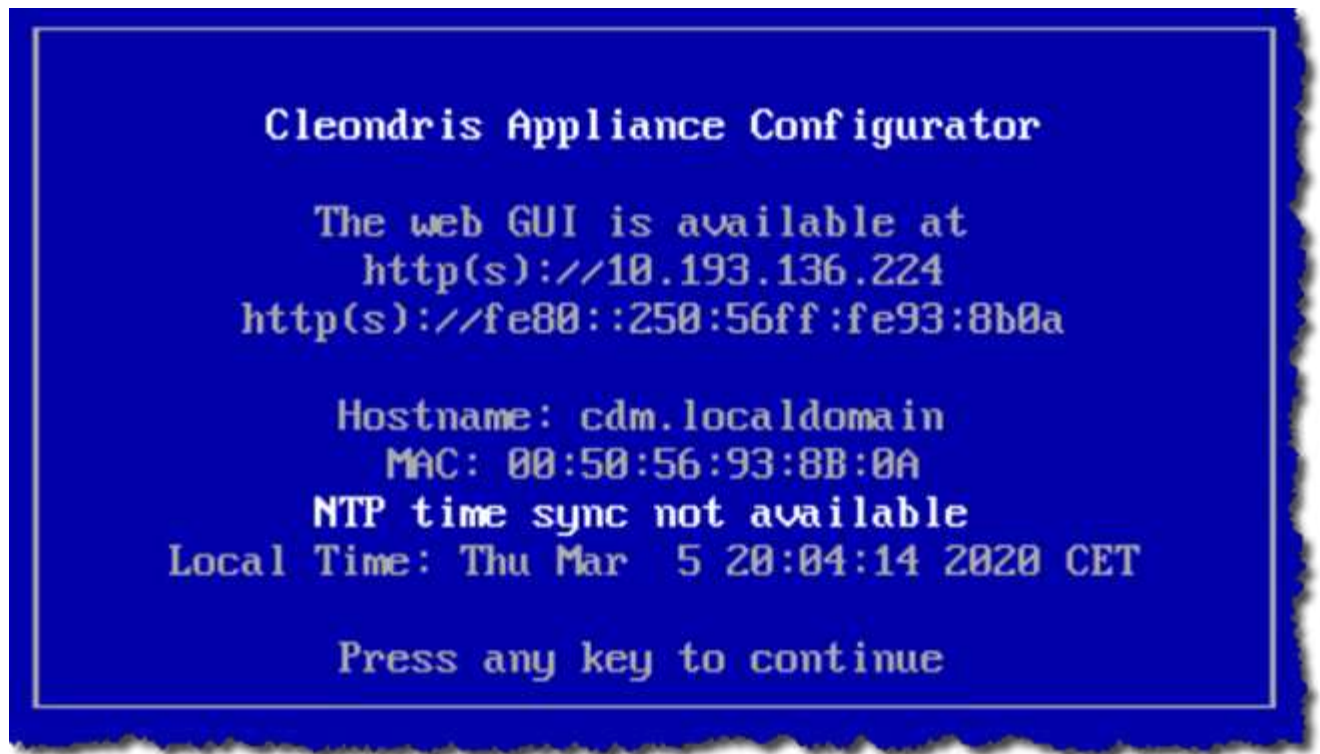 Cleondris Appliance Configurator
The web GUI is available at
http(s)://10.193.136.224
http(s)://fe80::250:56ff:fe93:8b0a
Hostname: cdm.localdomain
MAC: 00:50:56:93:8B:0A
NTP time sync not available
Local Time: Thu Mar  5 20:04:14 2020 CET
Press any key to continue